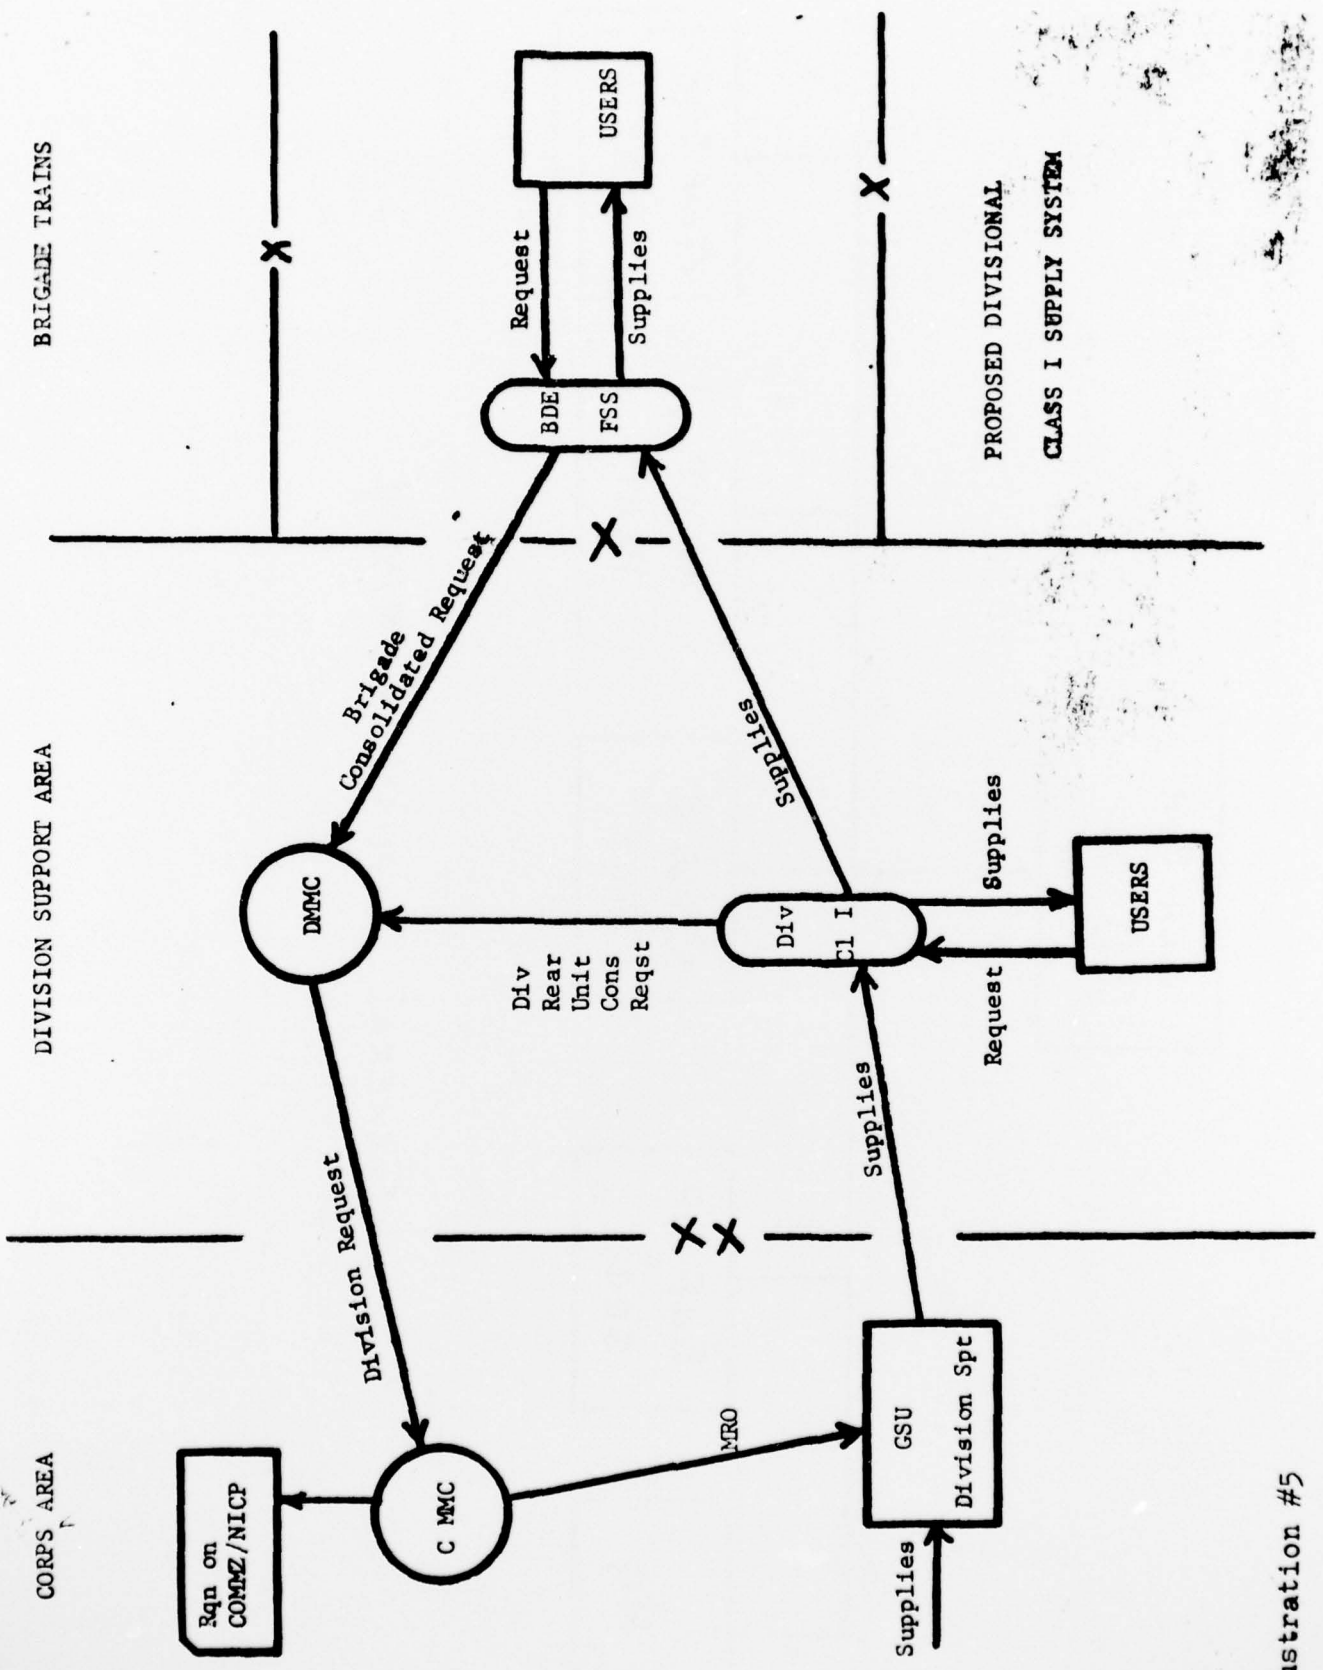 CORPS AREA
DIVISION SUPPORT AREA
BRIGADE TRAINS
Rqn on
COMMZ/NICP
C MMC
Division Request
DMMC
Brigade
Consolidated Request
X
Request
USERS
Supplies
BDE
FSS
X
MRO
Div
Rear
Unit
Cons
Reqst
XX
Supplies
GSU
Division Spt
Supplies
Div
Cl I
Supplies
Request
Supplies
USERS
X
PROPOSED DIVISIONAL
CLASS I SUPPLY SYSTEM
stration #5